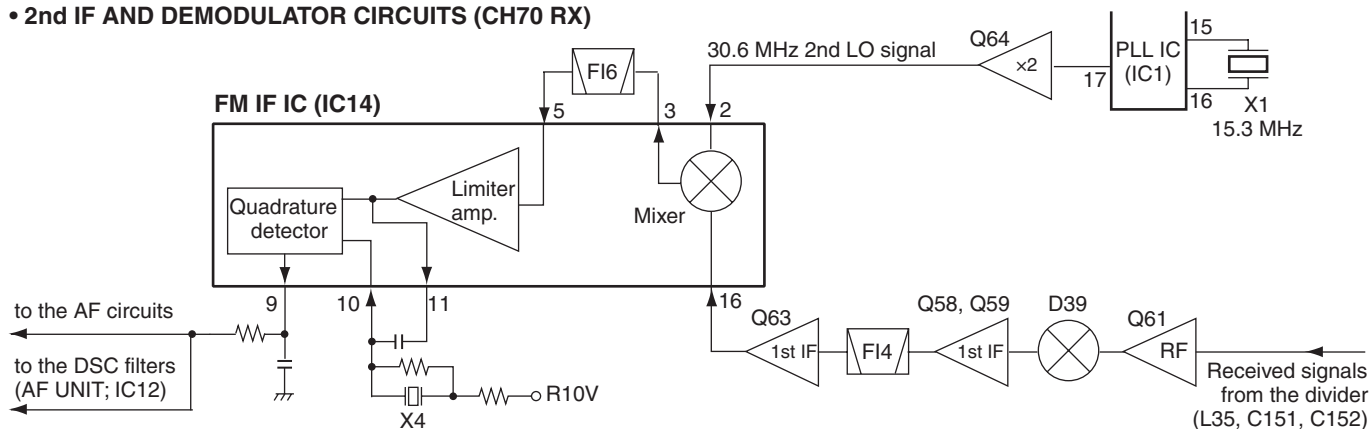 • 2nd IF AND DEMODULATOR CIRCUITS (CH70 RX)
FI6
30.6 MHz 2nd LO signal
Q64
×2
17
PLL IC
(IC1)
15
16
X1
15.3 MHz
FM IF IC (IC14)
5
3
2
Quadrature
detector
Limiter
amp.
Mixer
9
10
11
16
to the AF circuits
to the DSC filters
(AF UNIT; IC12)
X4
R10V
Q63
1st IF
FI4
Q58, Q59
1st IF
D39
Q61
RF
Received signals
from the divider
(L35, C151, C152)